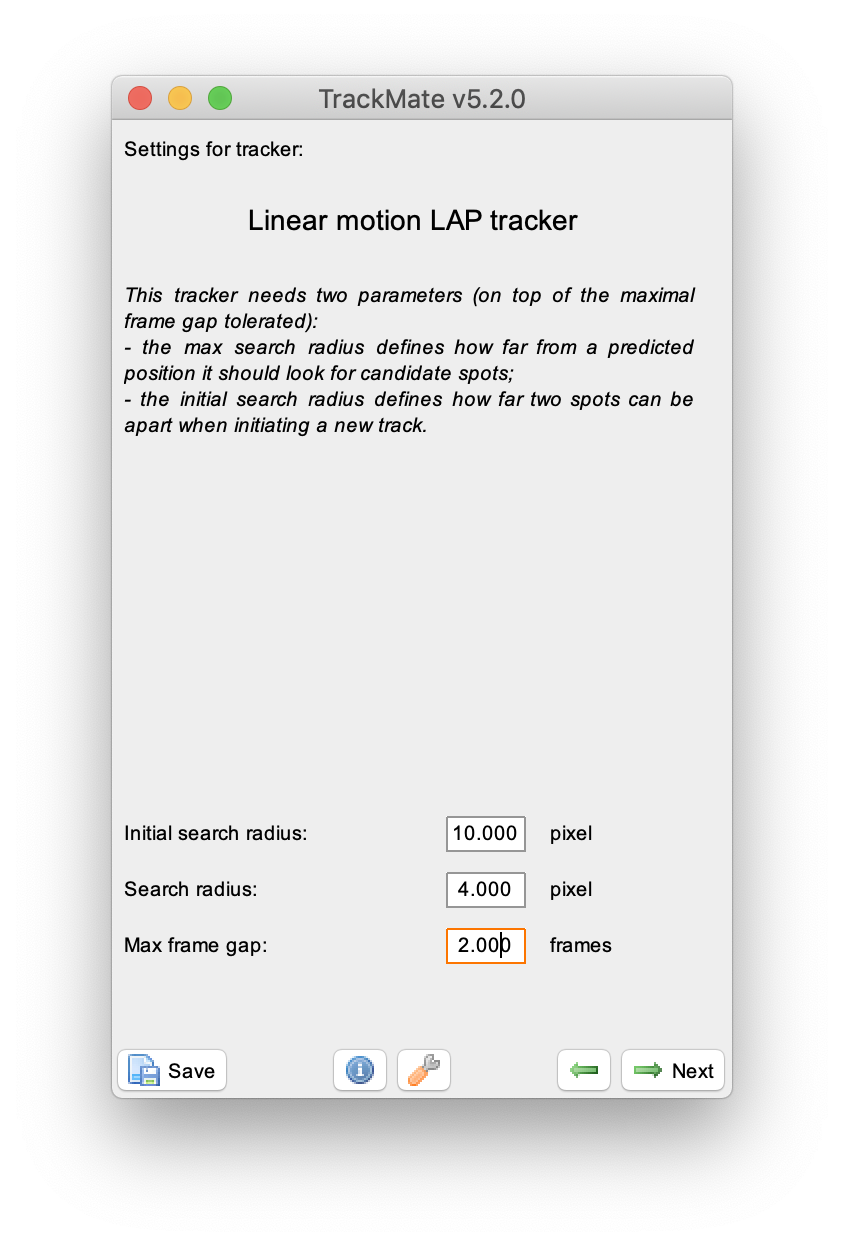 TrackMate v5.2.0
Settings for tracker:
Linear motion LAP tracker
This tracker needs two parameters (on top of the maximal
frame gap tolerated):
- the max search radius defines how far from a predicted
position it should look for candidate spots;
- the initial search radius defines how far two spots can be
apart when initiating a new track.
Initial search radius: 10.000 pixel
Search radius: 4.000 pixel
Max frame gap: 2.000 frames
Save Next